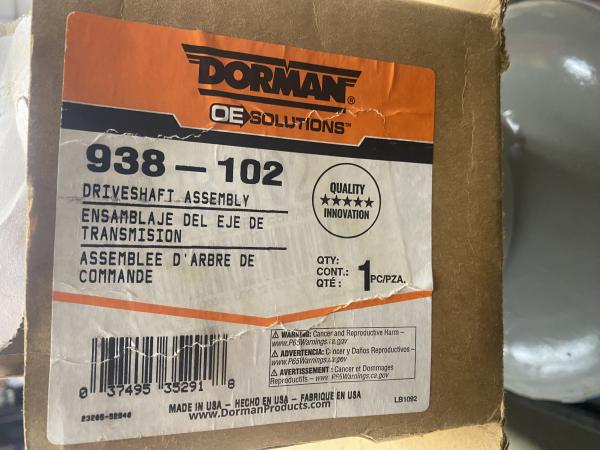 DORMAN®
OE SOLUTIONS™
938-102
DRIVESHAFT ASSEMBLY
ENSAMBLAJE DEL EJE DE
TRANSMISION
ASSEMBLEE D'ARBRE DE
COMMANDE
QUALITY
★★★★★
INNOVATION
QTY:
CONT.: 1 PC/PZA.
QTÉ :
⚠ WARNING: Cancer and Reproductive Harm –
www.P65Warnings.ca.gov
⚠ ADVERTENCIA: Cáncer y Daños Reproductivos –
www.P65Warnings.ca.gov
⚠ AVERTISSEMENT : Cancer et Dommages
Reproductifs – www.P65Warnings.ca.gov
0 37495 35291 8
MADE IN USA – HECHO EN USA – FABRIQUÉ EN USA
www.DormanProducts.com
LB1092